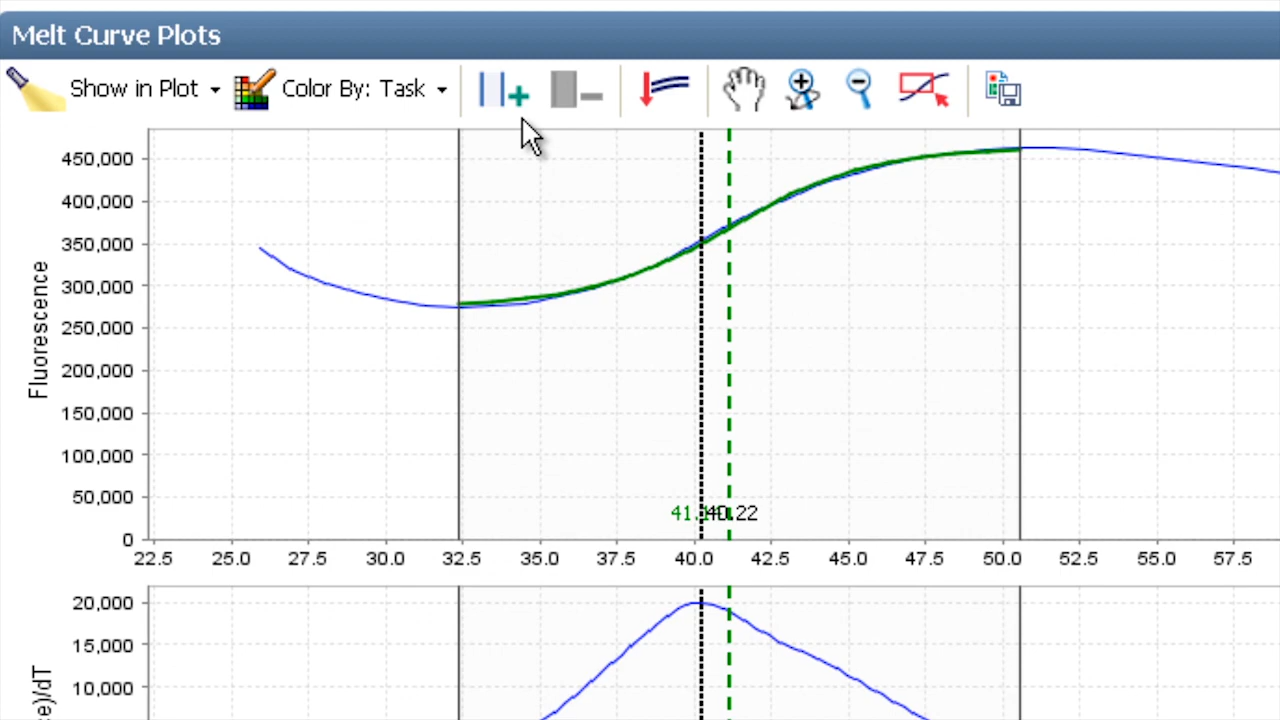 Melt Curve Plots
Show in Plot Color By: Task
450,000
400,000
350,000
300,000
250,000
200,000
150,000
100,000
50,000
0
Fluorescence
40.22
22.5 25.0 27.5 30.0 32.5 35.0 37.5 40.0 42.5 45.0 47.5 50.0 52.5 55.0 57.5
20,000
15,000
10,000
e)/dT